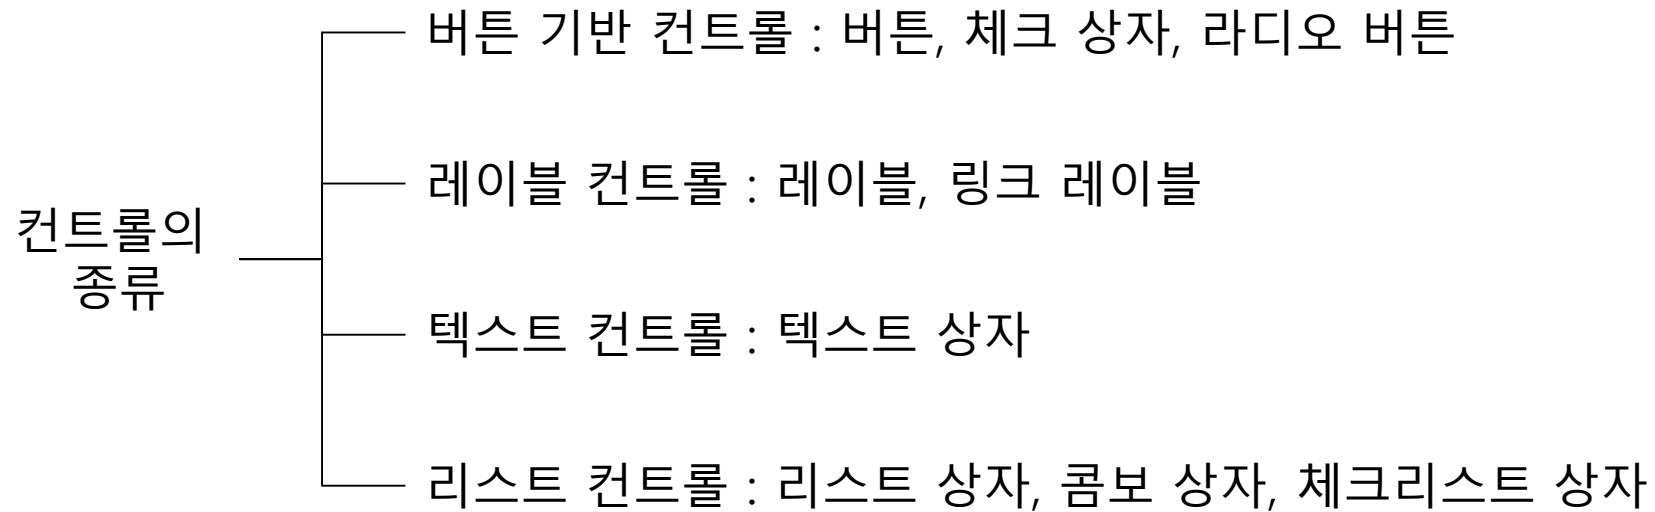 버튼 기반 컨트롤 : 버튼, 체크 상자, 라디오 버튼
레이블 컨트롤 : 레이블, 링크 레이블
컨트롤의
종류
텍스트 컨트롤 : 텍스트 상자
리스트 컨트롤 : 리스트 상자, 콤보 상자, 체크리스트 상자